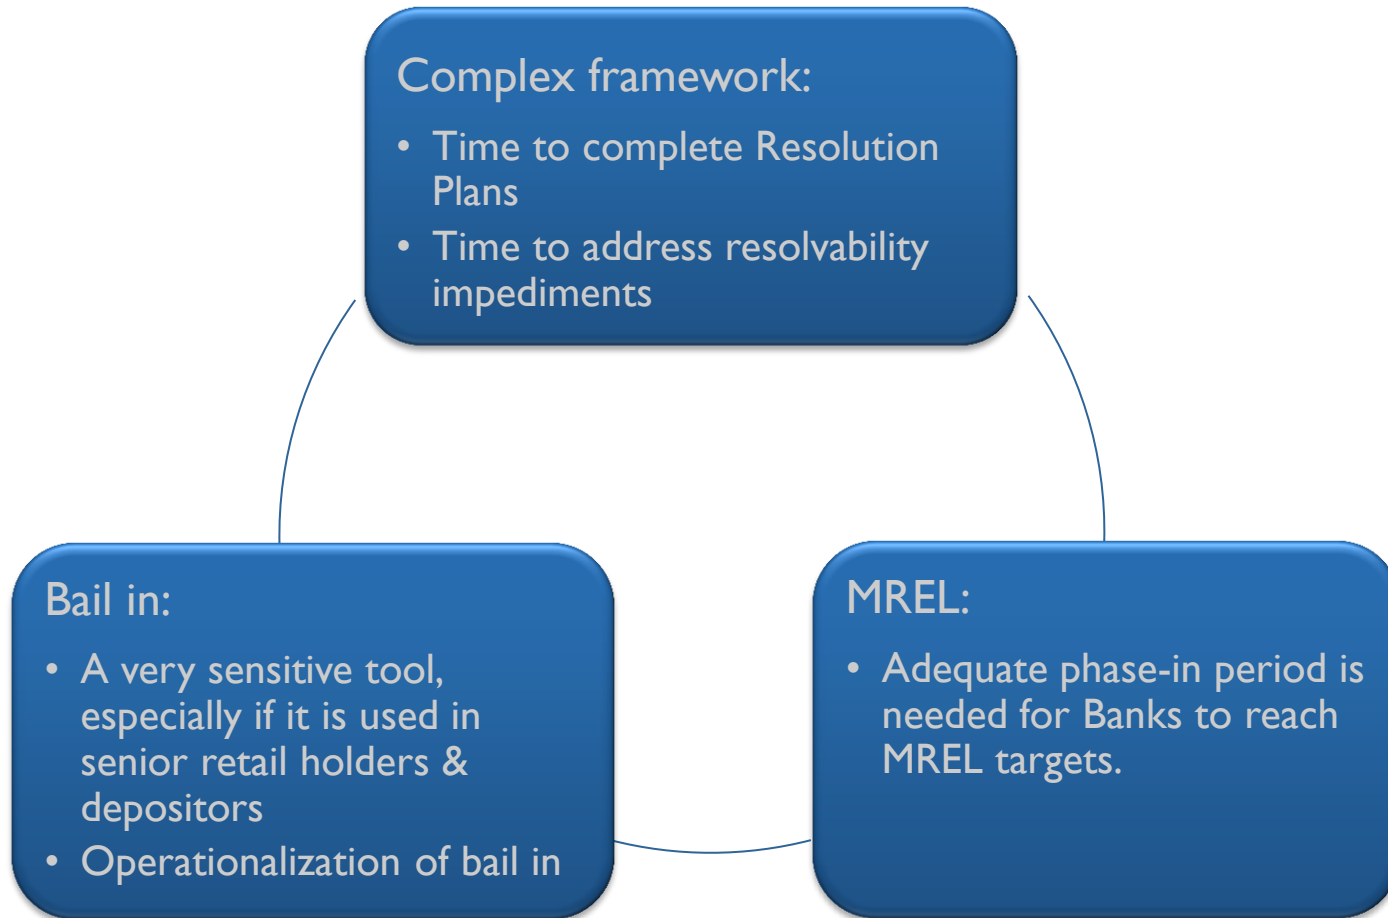 Complex framework:
• Time to complete Resolution
Plans
• Time to address resolvability
impediments
Bail in:
• A very sensitive tool,
especially if it is used in
senior retail holders &
depositors
• Operationalization of bail in
MREL:
• Adequate phase-in period is
needed for Banks to reach
MREL targets.